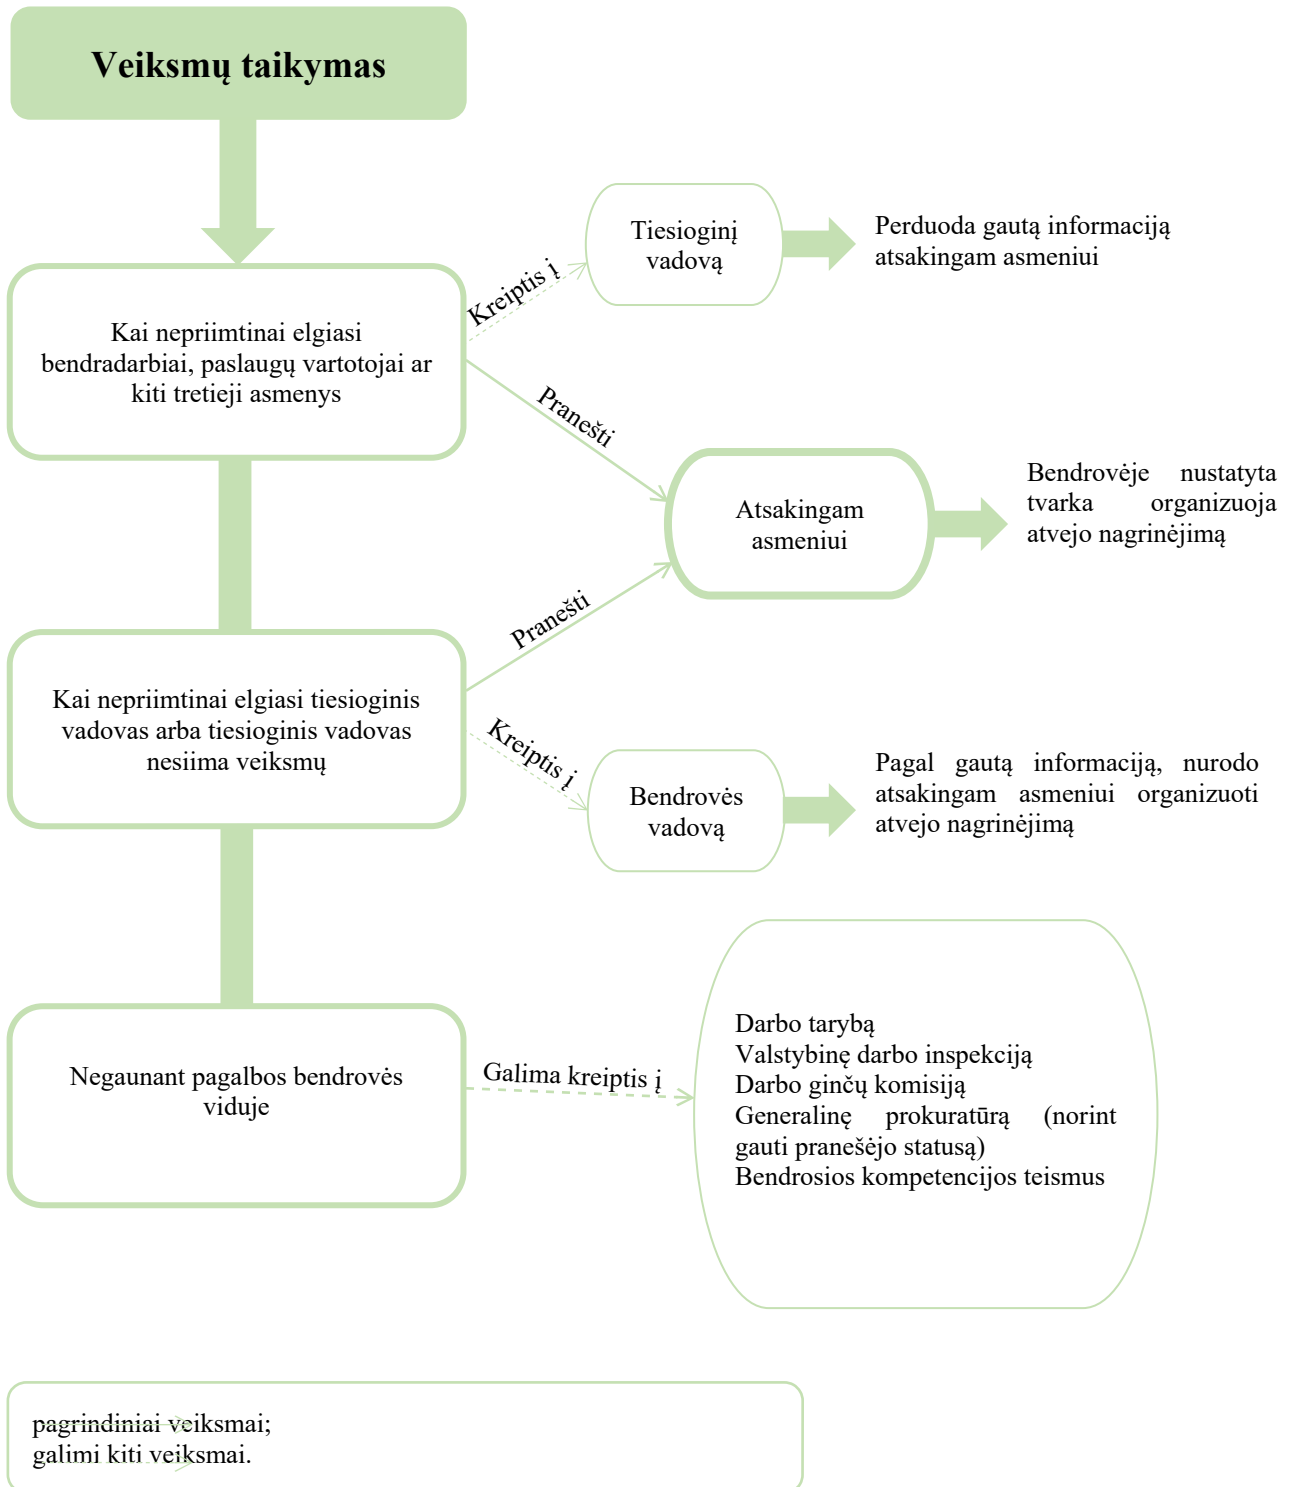 Veiksmų taikymas
Tiesioginį
vadovą
Perduoda gautą informaciją
atsakingam asmeniui
Kreiptis į
Kai nepriimtinai elgiasi
bendradarbiai, paslaugų vartotojai ar
kiti tretieji asmenys
Pranešti
Atsakingam
asmeniui
Bendrovėje nustatyta
tvarka organizuoja
atvejo nagrinėjimą
Pranešti
Kai nepriimtinai elgiasi tiesioginis
vadovas arba tiesioginis vadovas
nesiima veiksmų
Kreiptis į
Bendrovės
vadovą
Pagal gautą informaciją, nurodo
atsakingam asmeniui organizuoti
atvejo nagrinėjimą
Negaunant pagalbos bendrovės
viduje
Galima kreiptis į
Darbo tarybą
Valstybinę darbo inspekciją
Darbo ginčų komisiją
Generalinę prokuratūrą (norint
gauti pranešėjo statusą)
Bendrosios kompetencijos teismus
pagrindiniai veiksmai;
galimi kiti veiksmai.